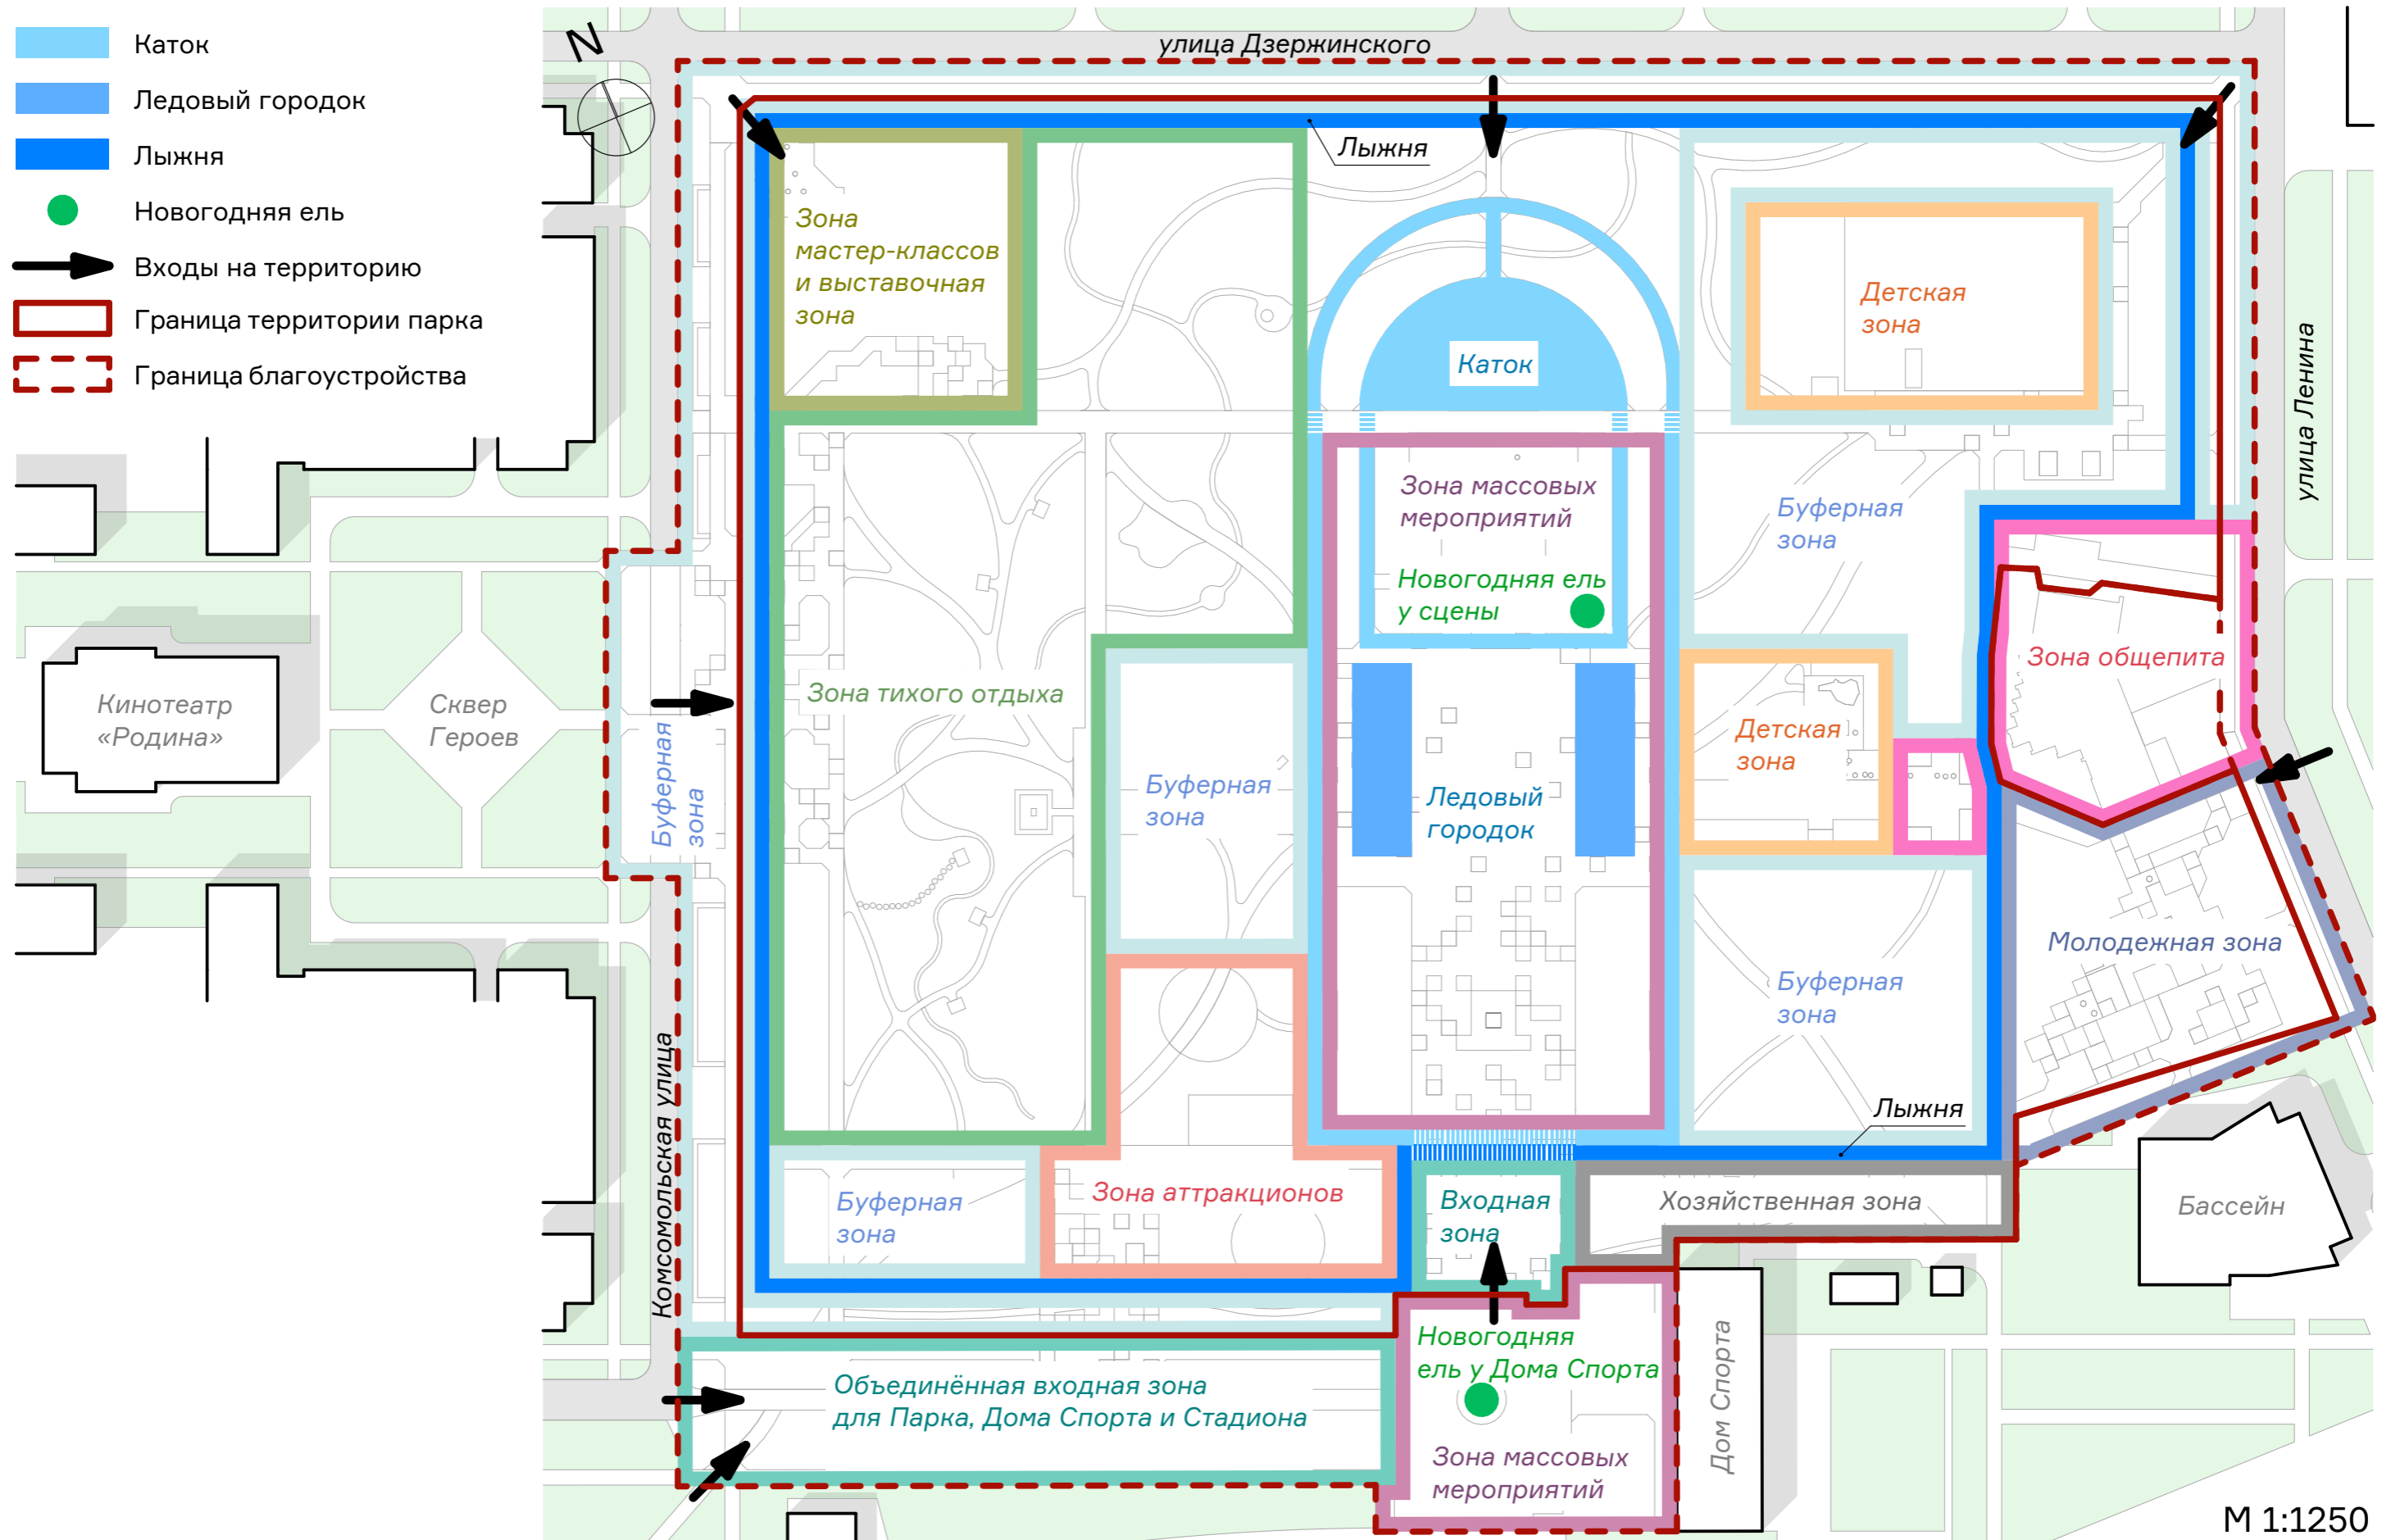 Каток
Ледовый городок
Лыжня
Новогодняя ель
Входы на территорию
Граница территории парка
Граница благоустройства
N
улица Дзержинского
Лыжня
Зона
мастер-классов
и выставочная
зона
Детская
зона
Каток
улица Ленина
Зона массовых
мероприятий
Буферная
зона
Новогодняя ель
у сцены
Зона общепита
Зона тихого отдыха
Кинотеатр
«Родина»
Сквер
Героев
Буферная
зона
Буферная
зона
Ледовый
городок
Детская
зона
Молодежная зона
Буферная
зона
Комсомольская улица
Лыжня
Буферная
зона
Зона аттракционов
Входная
зона
Хозяйственная зона
Бассейн
Новогодняя
ель у Дома Спорта
Объединённая входная зона
для Парка, Дома Спорта и Стадиона
Дом Спорта
Зона массовых
мероприятий
М 1:1250